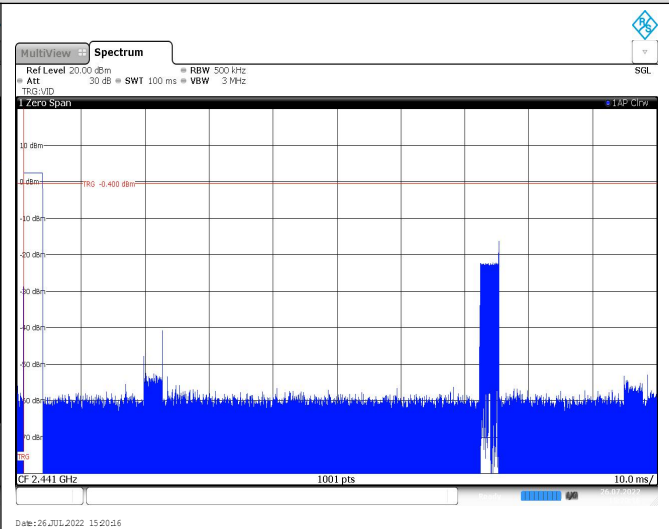 R S
MultiView Spectrum
Ref Level 20.00 dBm RBW 500 kHz SGL
Att 30 dB SWT 100 ms VBW 3 MHz
TRG:VID
1 Zero Span 1AP Clrw
10 dBm
0 dBm
TRG -0.400 dBm
-10 dBm
-20 dBm
-30 dBm
-40 dBm
-50 dBm
-60 dBm
-70 dBm
TRG
CF 2.441 GHz 1001 pts 10.0 ms/
26.07.2022
Date: 26.JUL.2022 15:20:16